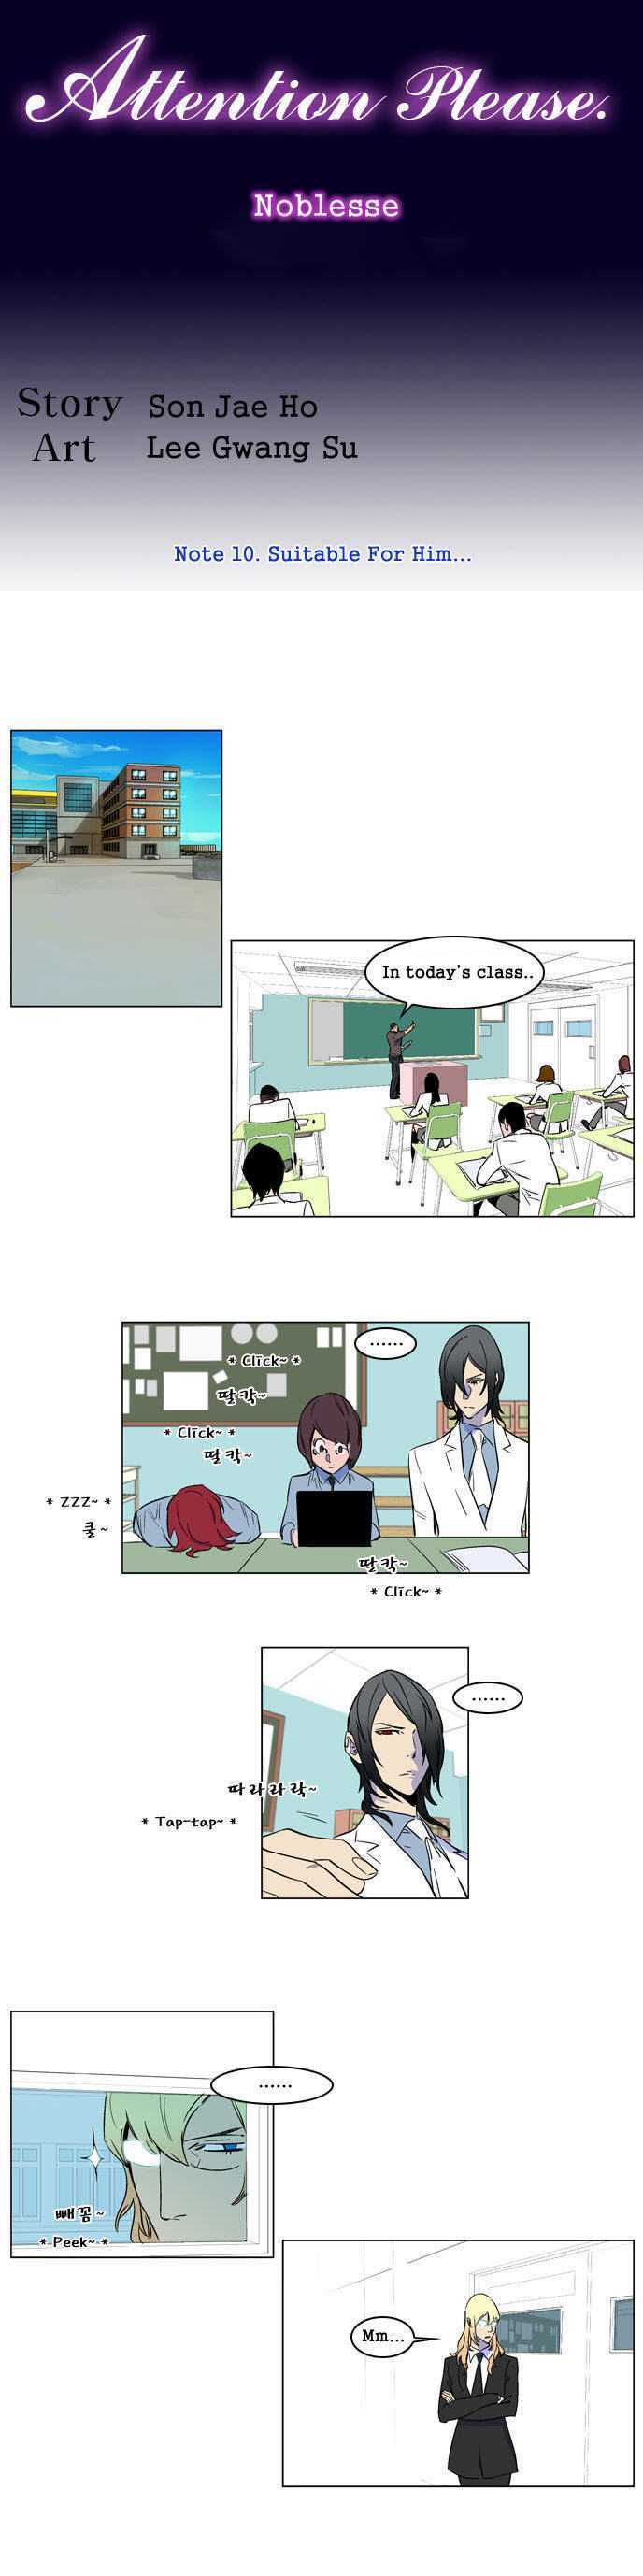 Attention Please.
Noblesse
Story Son Jae Ho
Art Lee Gwang Su
Note 10. Suitable For Him...
In today's class..
......
* Click~ *
딸칵~
* Click~ *
딸칵~
* ZZZ~ *
쿨~
딸칵~
* Click~ *
......
따라라락~
* Tap-tap~ *
......
빼꼼~
* Peek~ *
Mm...